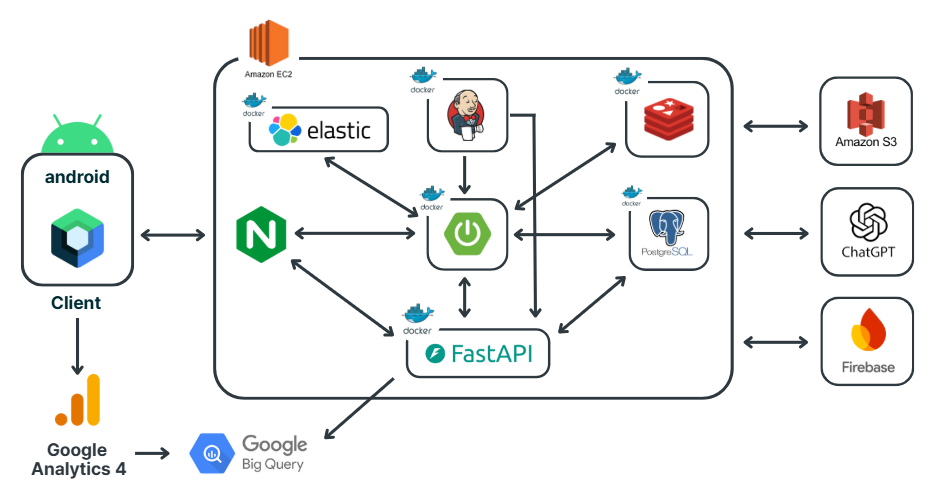 Amazon EC2
docker
docker
docker
elastic
Amazon S3
android
docker
docker
N
PostgreSQL
ChatGPT
Client
docker
FastAPI
Firebase
Google
Analytics 4
Google
Big Query